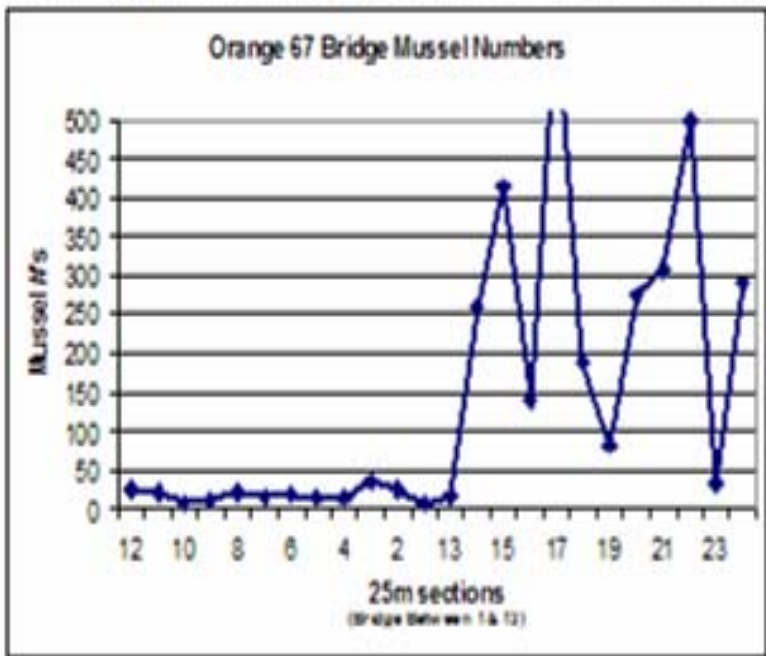 Orange 67 Bridge Mussel Numbers
500
450
400
350
300
250
200
150
100
50
0
Mussel #'s
12 10 8 6 4 2 13 15 17 19 21 23
25m sections
(Bridge Between 1 & 13)